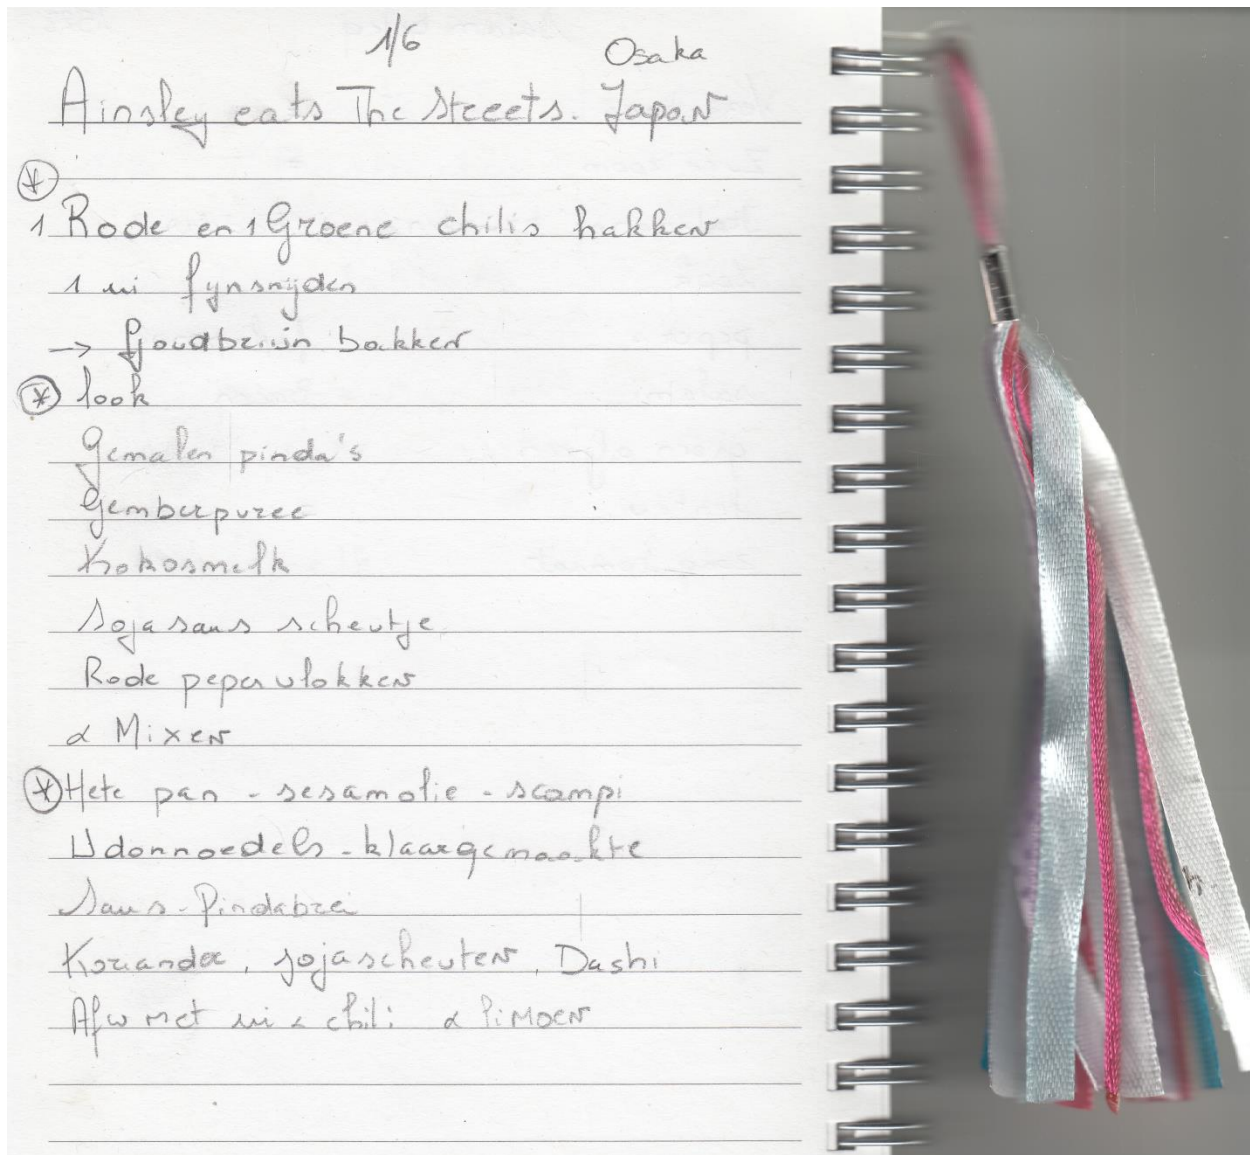 1/6
Osaka
Ainsley eats The streets. Japan
* 
1 Rode en 1 Groene chilis hakken
1 ui fynsnijden
→ goudbruin bakken
* look
Gemalen pinda's
Gemberpuree
Kokosmelk
Sojasaus scheutje
Rode peper vlokken
& Mixen
* Hete pan - sesamolie - scampi
Udonnoedels - klaargemaakte
Saus - Pindabrei
Koriander, sojascheuten, Dashi
Afw met ui & chili & limoen